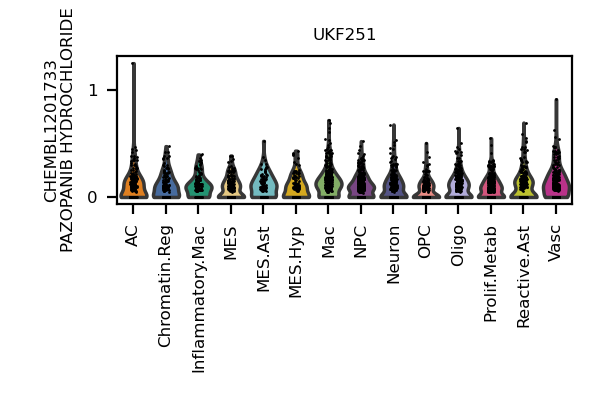 UKF251
CHEMBL1201733
PAZOPANIB HYDROCHLORIDE
1
0
AC
Chromatin.Reg
Inflammatory.Mac
MES
MES.Ast
MES.Hyp
Mac
NPC
Neuron
OPC
Oligo
Prolif.Metab
Reactive.Ast
Vasc